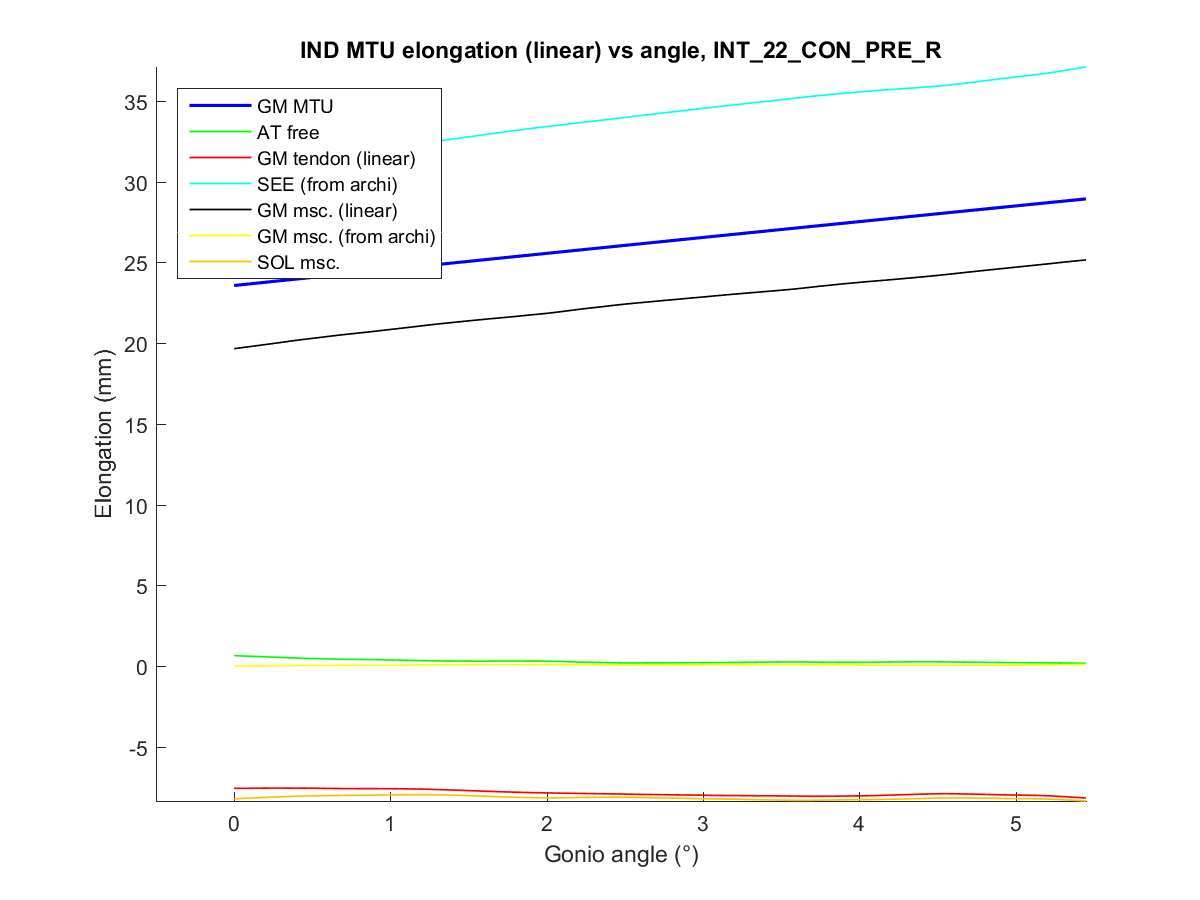 IND MTU elongation (linear) vs angle, INT_22_CON_PRE_R
GM MTU
AT free
GM tendon (linear)
SEE (from archi)
GM msc. (linear)
GM msc. (from archi)
SOL msc.
Elongation (mm)
35
30
25
20
15
10
5
0
-5
0 1 2 3 4 5
Gonio angle (°)